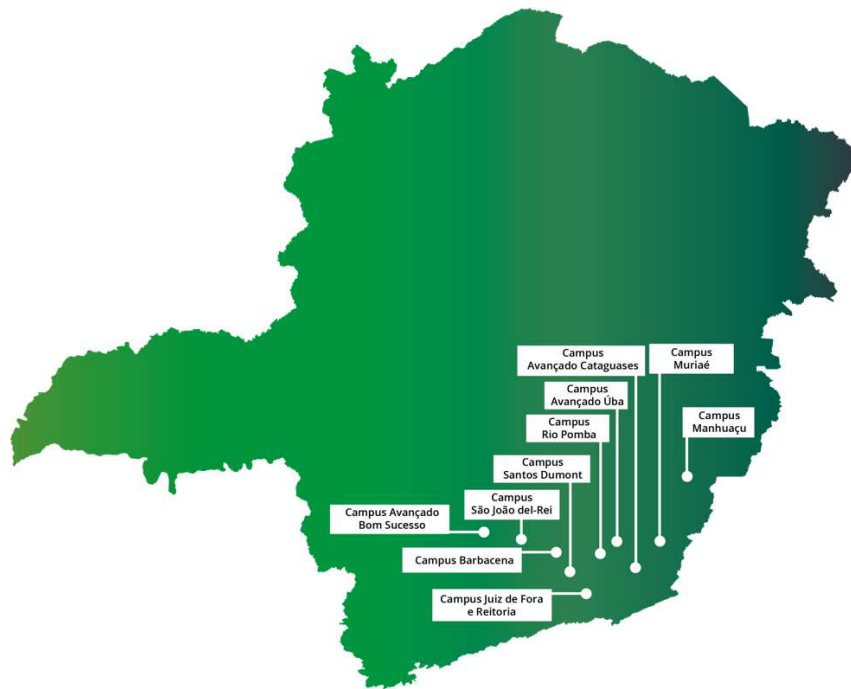 Campus
Avançado Cataguases
Campus
Muriaé
Campus
Avançado Úba
Campus
Manhuaçu
Campus
Rio Pomba
Campus
Santos Dumont
Campus
São João del-Rei
Campus Avançado
Bom Sucesso
Campus Barbacena
Campus Juiz de Fora
e Reitoria